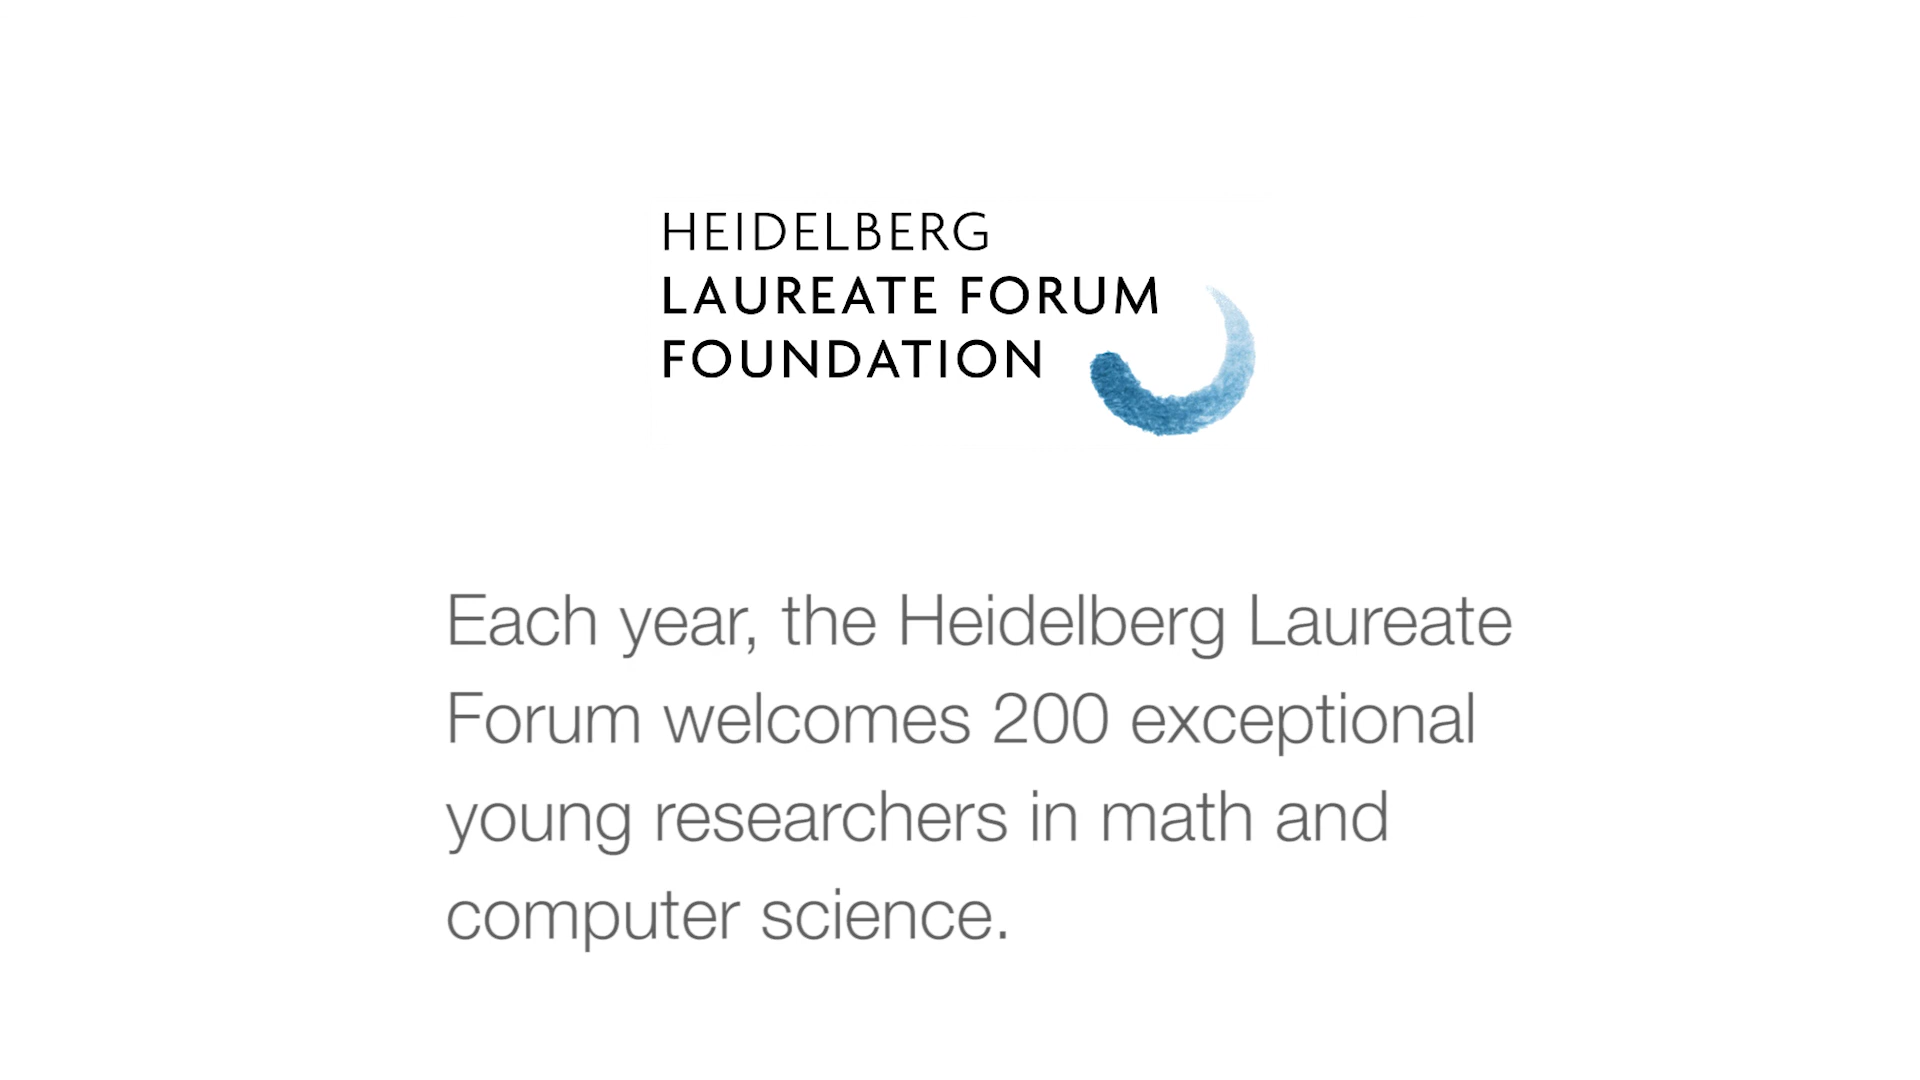 HEIDELBERG
LAUREATE FORUM
FOUNDATION
Each year, the Heidelberg Laureate
Forum welcomes 200 exceptional
young researchers in math and
computer science.